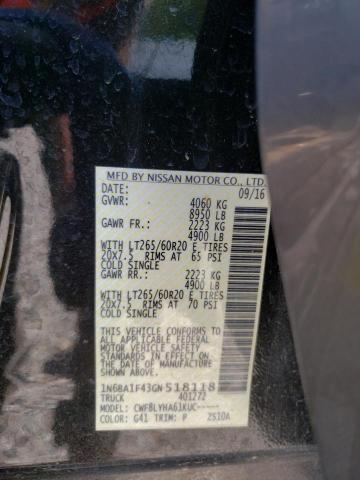 MFD BY NISSAN MOTOR CO., LTD.
DATE: 09/16
GVWR: 4060 KG
8950 LB
GAWR FR.: 2223 KG
4900 LB
WITH LT265/60R20 E TIRES
20X7.5 RIMS AT 65 PSI
COLD SINGLE
GAWR RR.: 2223 KG
4900 LB
WITH LT265/60R20 E TIRES
20X7.5 RIMS AT 70 PSI
COLD SINGLE
THIS VEHICLE CONFORMS TO
ALL APPLICABLE FEDERAL
MOTOR VEHICLE SAFETY
STANDARDS IN EFFECT ON
THE DATE OF MANUFACTURE
SHOWN ABOVE.
1N6BA1F43GN518118
TRUCK 401272
MODEL: CWF8LYHA61KUC-
COLOR: G41 TRIM: P 2510A